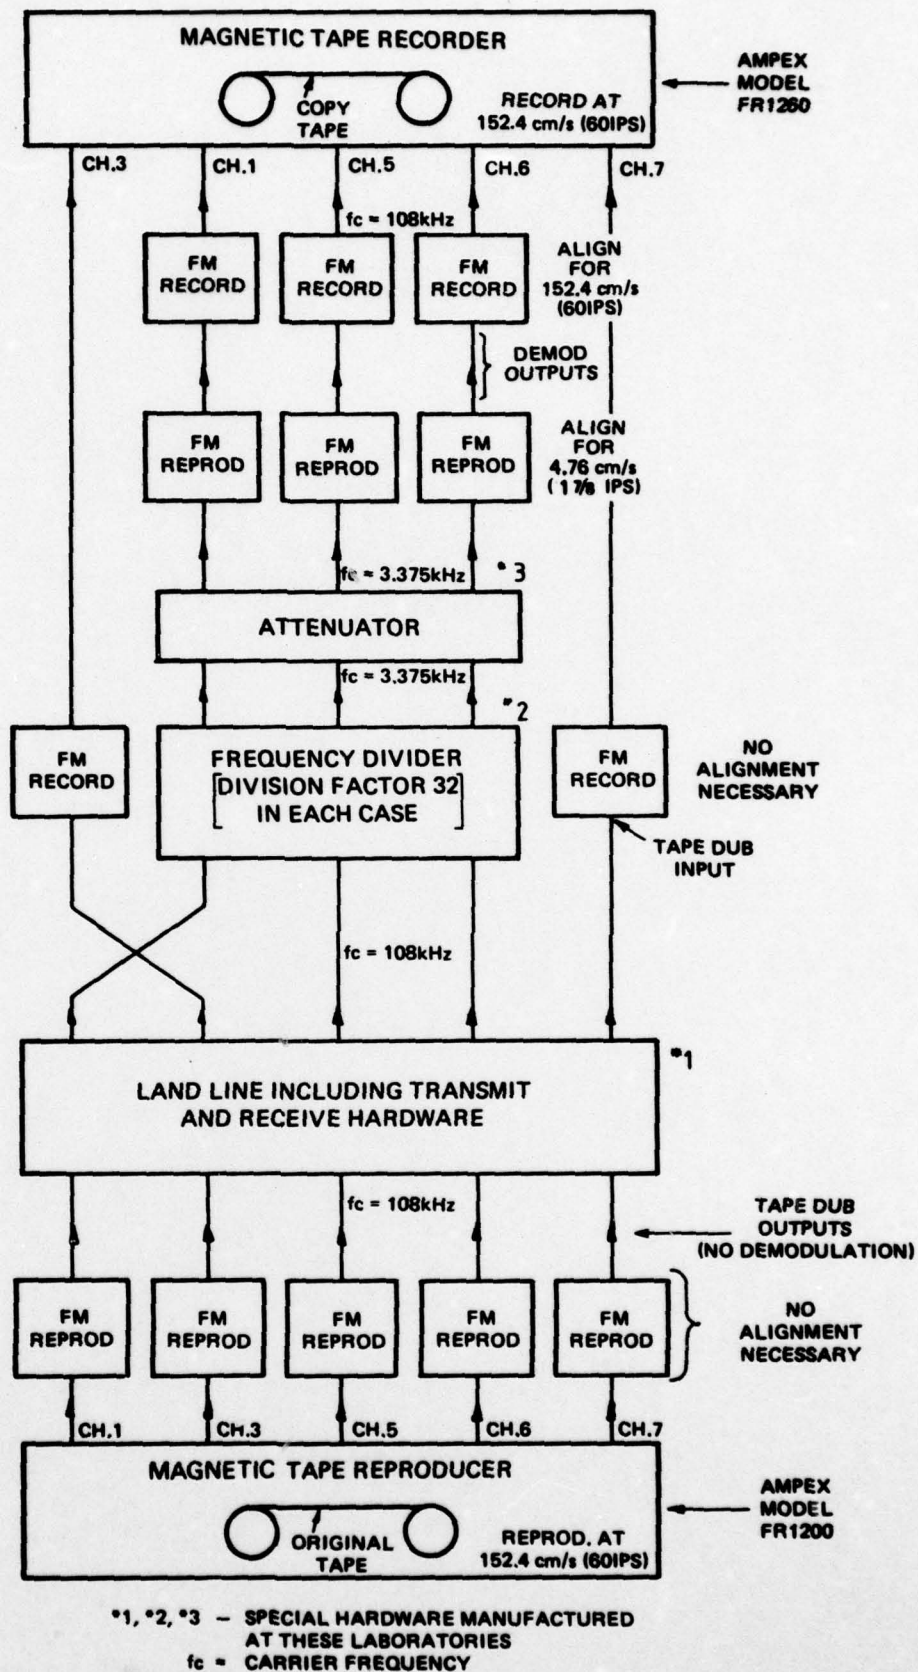 MAGNETIC TAPE RECORDER
COPY
TAPE
RECORD AT
152.4 cm/s (60IPS)
AMPEX
MODEL
FR1260
CH.3
CH.1
CH.5
CH.6
CH.7
fc = 108kHz
FM
RECORD
FM
RECORD
FM
RECORD
ALIGN
FOR
152.4 cm/s
(60IPS)
DEMOD
OUTPUTS
FM
REPROD
FM
REPROD
FM
REPROD
ALIGN
FOR
4.76 cm/s
(1 7/8 IPS)
fc = 3.375kHz
*3
ATTENUATOR
fc = 3.375kHz
*2
FM
RECORD
FREQUENCY DIVIDER
[DIVISION FACTOR 32
IN EACH CASE]
FM
RECORD
NO
ALIGNMENT
NECESSARY
TAPE DUB
INPUT
fc = 108kHz
*1
LAND LINE INCLUDING TRANSMIT
AND RECEIVE HARDWARE
fc = 108kHz
TAPE DUB
OUTPUTS
(NO DEMODULATION)
FM
REPROD
FM
REPROD
FM
REPROD
FM
REPROD
FM
REPROD
NO
ALIGNMENT
NECESSARY
CH.1
CH.3
CH.5
CH.6
CH.7
MAGNETIC TAPE REPRODUCER
ORIGINAL
TAPE
REPROD. AT
152.4 cm/s (60IPS)
AMPEX
MODEL
FR1200
*1, *2, *3 – SPECIAL HARDWARE MANUFACTURED
AT THESE LABORATORIES
fc = CARRIER FREQUENCY